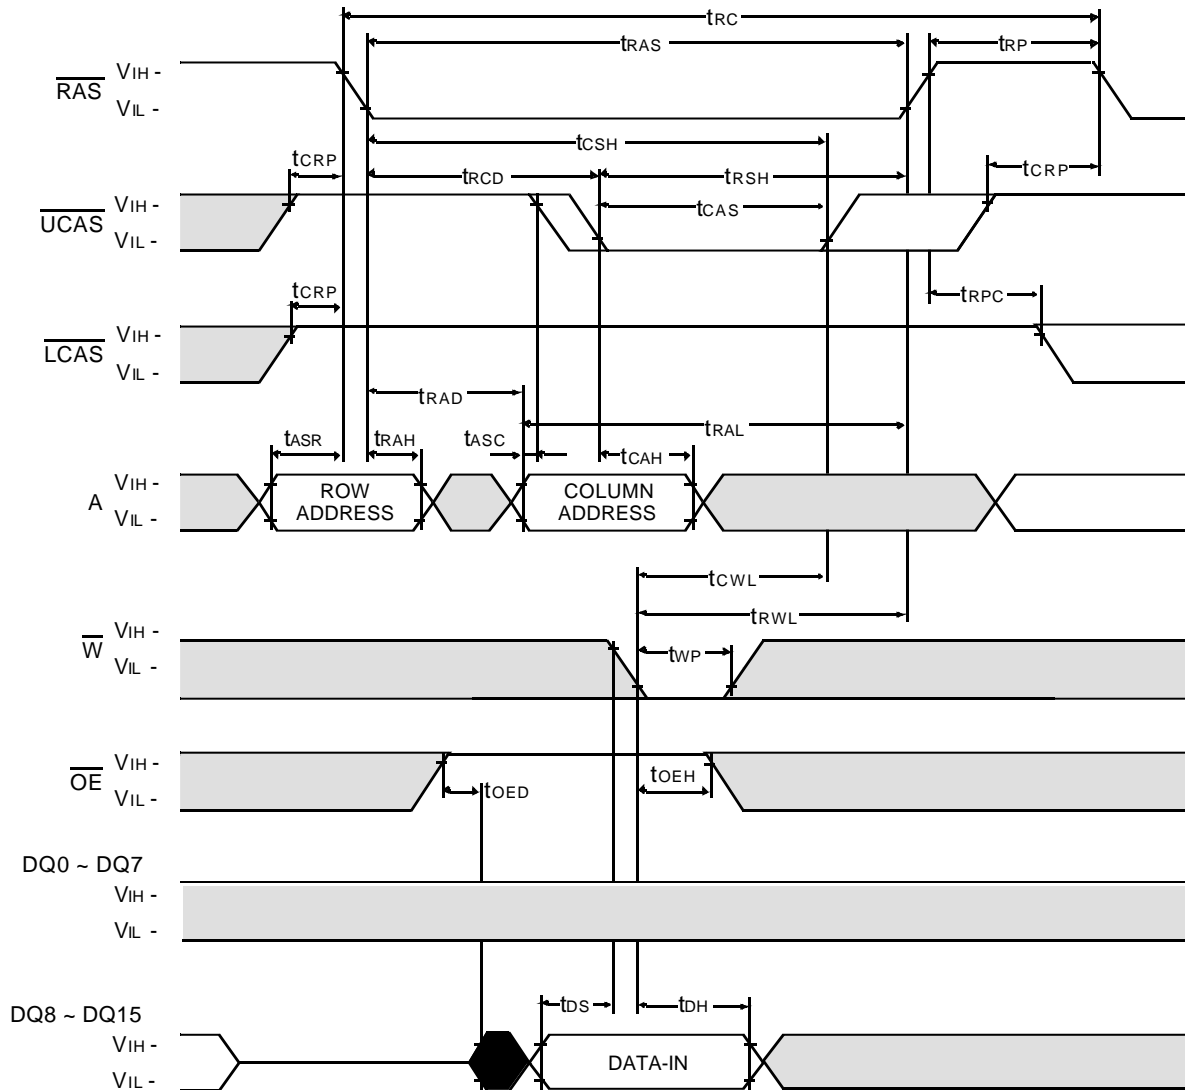 tRC
tRAS tRP
RAS VIH -
VIL -
tCSH
tCRP tRCD tRSH tCRP
UCAS VIH - tCAS
VIL -
tCRP tRPC
LCAS VIH -
VIL -
tRAD
tRAL
tASR tRAH tASC tCAH
A VIH - ROW COLUMN
VIL - ADDRESS ADDRESS
tCWL
tRWL
W VIH -
VIL - tWP
OE VIH -
VIL - tOED tOEH
DQ0 ~ DQ7
VIH -
VIL -
tDS tDH
DQ8 ~ DQ15
VIH - DATA-IN
VIL -